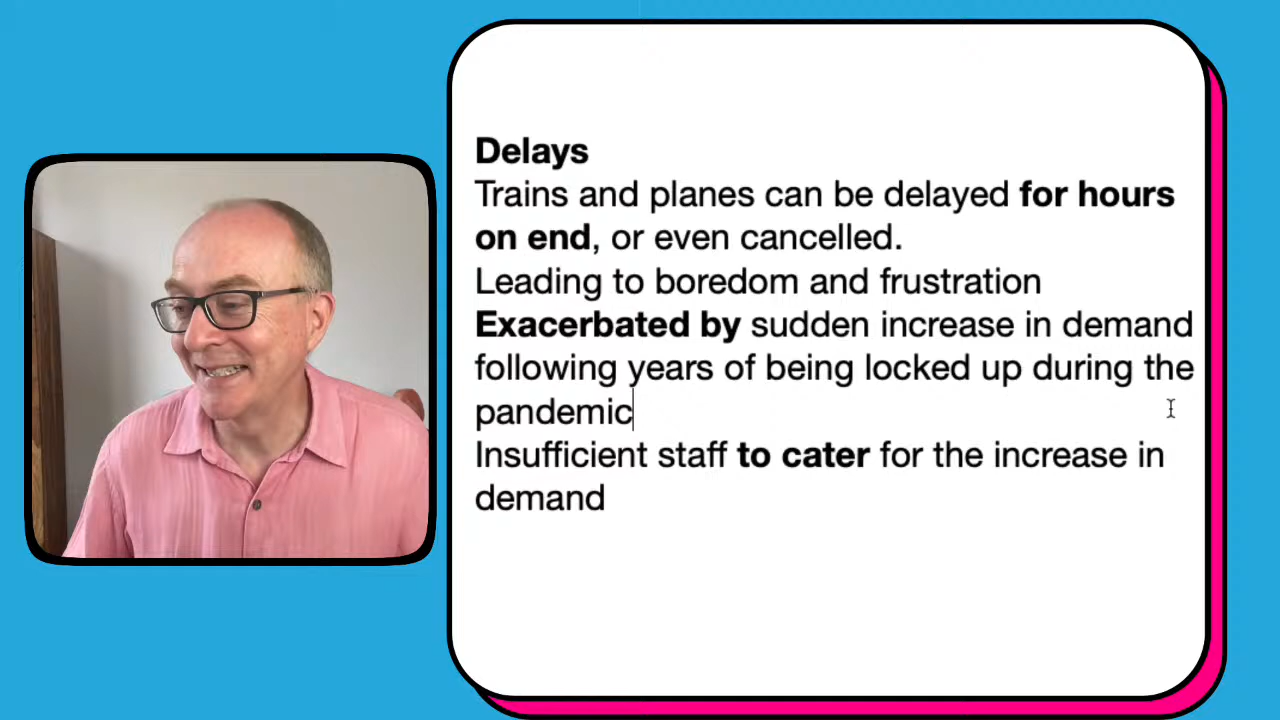 Delays
Trains and planes can be delayed for hours
on end, or even cancelled.
Leading to boredom and frustration
Exacerbated by sudden increase in demand
following years of being locked up during the
pandemic
Insufficient staff to cater for the increase in
demand